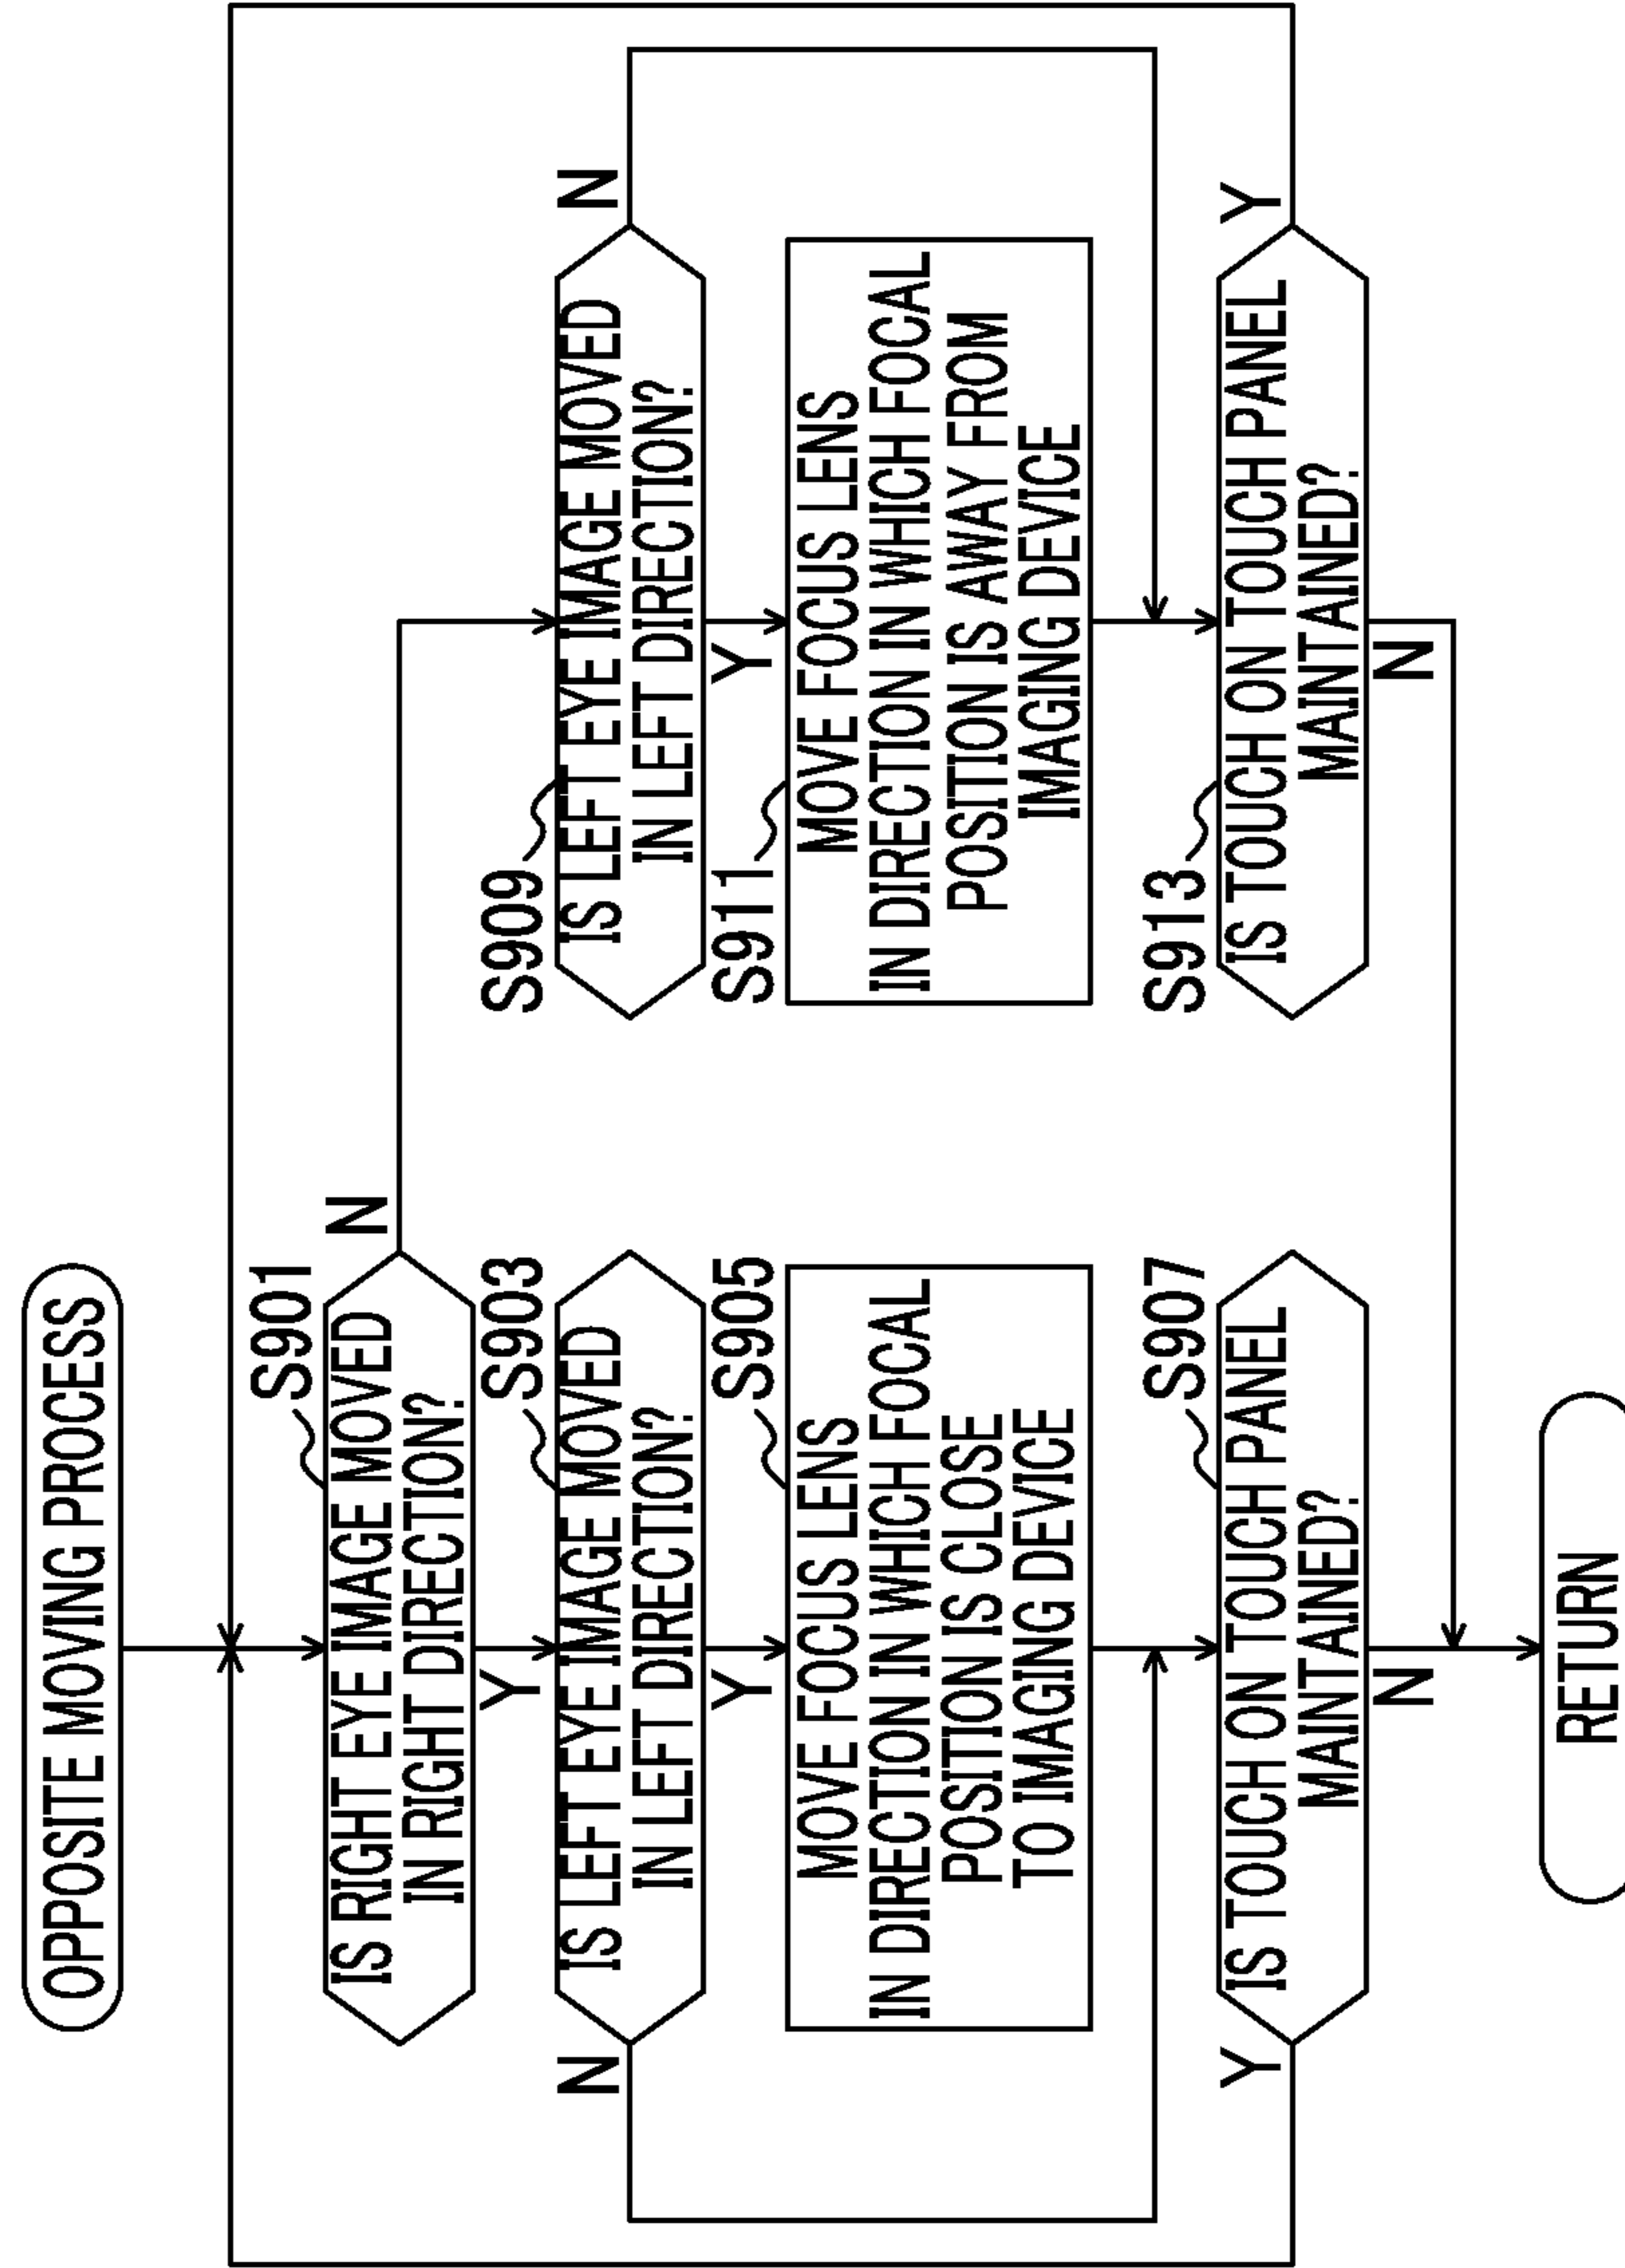 OPPOSITE MOVING PROCESS
S901
IS RIGHT EYE IMAGE MOVED
IN RIGHT DIRECTION?
N
Y
S903
IS LEFT EYE IMAGE MOVED
IN LEFT DIRECTION?
N
Y
S905
MOVE FOCUS LENS
IN DIRECTION IN WHICH FOCAL
POSITION IS CLOSE
TO IMAGING DEVICE
S907
IS TOUCH ON TOUCH PANEL
MAINTAINED?
Y
N
S909
IS LEFT EYE IMAGE MOVED
IN LEFT DIRECTION?
N
Y
S911
MOVE FOCUS LENS
IN DIRECTION IN WHICH FOCAL
POSITION IS AWAY FROM
IMAGING DEVICE
S913
IS TOUCH ON TOUCH PANEL
MAINTAINED?
Y
N
RETURN